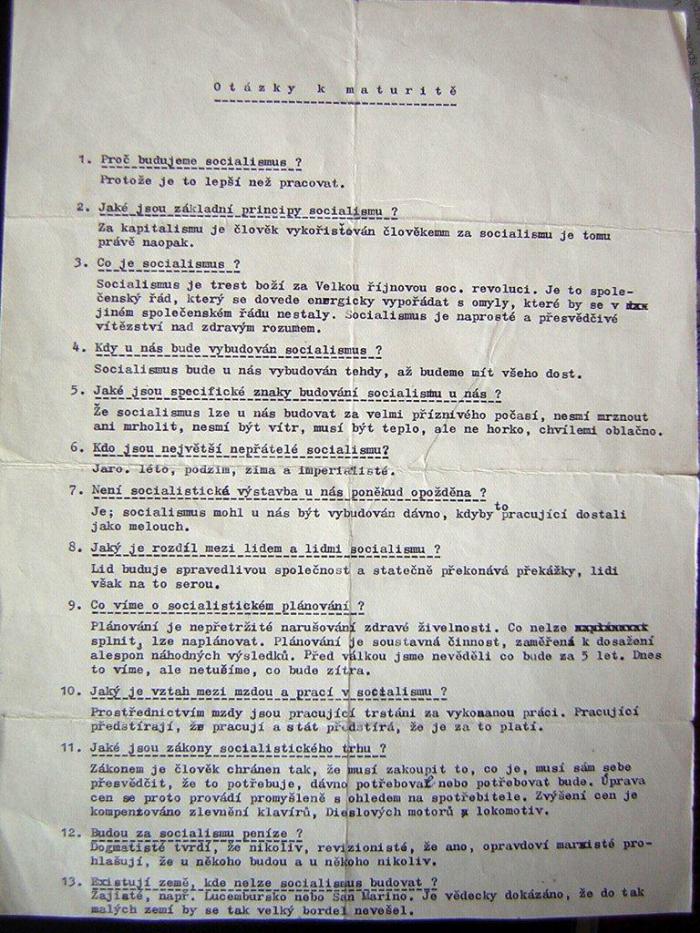 Otázky k maturitě
1. Proč budujeme socialismus ?
Protože je to lepší než pracovat.
2. Jaké jsou základní principy socialismu ?
Za kapitalismu je člověk vykořisťován člověkemm za socialismu je tomu
právě naopak.
3. Co je socialismus ?
Socialismus je trest boží za Velkou říjnovou soc. revoluci. Je to spole-
čenský řád, který se dovede energicky vypořádat s omyly, které by se v
jiném společenském řádu nestaly. Socialismus je naprosté a přesvědčivé
vítězství nad zdravým rozumem.
4. Kdy u nás bude vybudován socialismus ?
Socialismus bude u nás vybudován tehdy, až budeme mít všeho dost.
5. Jaké jsou specifické znaky budování socialismu u nás ?
Že socialismus lze u nás budovat za velmi příznivého počasí, nesmí mrznout
ani mrholit, nesmí být vítr, musí být teplo, ale ne horko, chvílemi oblačno.
6. Kdo jsou největší nepřátelé socialismu?
Jaro. léto, podzim, zima a imperialisté.
7. Není socialistická výstavba u nás poněkud opožděna ?
Je; socialismus mohl u nás být vybudován dávno, kdyby to pracující dostali
jako melouch.
8. Jaký je rozdíl mezi lidem a lidmi socialismu ?
Lid buduje spravedlivou společnost a statečně překonává překážky, lidi
však na to serou.
9. Co víme o socialistickém plánování ?
Plánování je nepřetržité narušování zdravé živelnosti. Co nelze
splnit, lze naplánovat. Plánování je soustavná činnost, zaměřená k dosažení
alespon náhodných výsledků. Před válkou jsme nevěděli co bude za 5 let. Dnes
to víme, ale netušíme, co bude zítra.
10. Jaký je vztah mezi mzdou a prací v socialismu ?
Prostřednictvím mzdy jsou pracující trstáni za vykonanou práci. Pracující
předstírají, že pracují a stát předstírá, že je za to platí.
11. Jaké jsou zákony socialistického trhu ?
Zákonem je člověk chráněn tak, že musí zakoupit to, co je, musí sám sebe
přesvědčit, že to potřebuje, dávno potřeboval nebo potřebovat bude. Úprava
cen se proto provádí promyšleně s ohledem na spotřebitele. Zvýšení cen je
kompenzováno zlevnění klavírů, Dieslových motorů a lokomotiv.
12. Budou za socialismu peníze ?
Dogmatisté tvrdí, že nikoliv, revizionisté, že ano, opravdoví marxisté pro-
hlašují, že u někoho budou a u někoho nikoliv.
13. Existují země, kde nelze socialismus budovat ?
Zajisté, např. Lucembursko nebo San Marino. Je vědecky dokázáno, že do tak
malých zemí by se tak velký bordel nevešel.